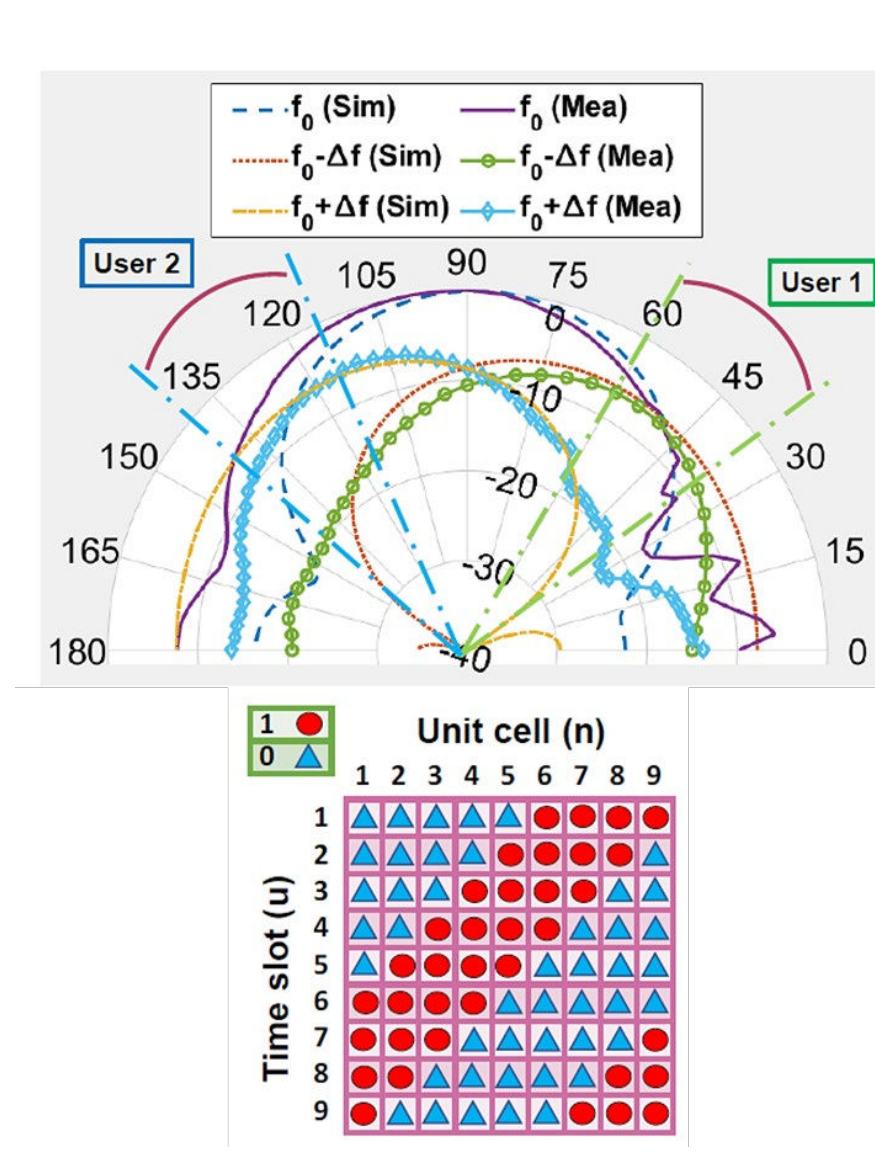 f0 (Sim) f0 (Mea)
f0-Δf (Sim) f0-Δf (Mea)
f0+Δf (Sim) f0+Δf (Mea)
User 2
User 1
90
105 75
120 60
135 45
150 30
165 15
180 0
0
-10
-20
-30
-40
1
0
Unit cell (n)
1 2 3 4 5 6 7 8 9
Time slot (u)
1
2
3
4
5
6
7
8
9